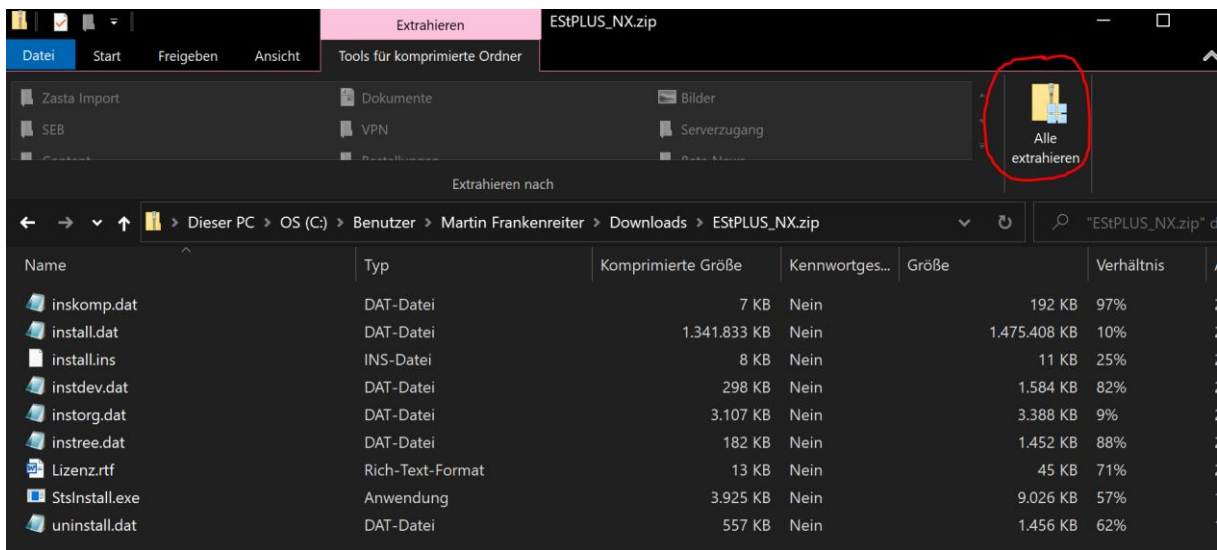 Extrahieren EStPLUS_NX.zip
Datei Start Freigeben Ansicht Tools für komprimierte Ordner
Zasta Import Dokumente Bilder
SEB VPN Serverzugang
Content Bestellungen Beta News
Alle
extrahieren
Extrahieren nach
Dieser PC > OS (C:) > Benutzer > Martin Frankenreiter > Downloads > EStPLUS_NX.zip "EStPLUS_NX.zip" d
Name Typ Komprimierte Größe Kennwortges... Größe Verhältnis
inskomp.dat DAT-Datei 7 KB Nein 192 KB 97%
install.dat DAT-Datei 1.341.833 KB Nein 1.475.408 KB 10%
install.ins INS-Datei 8 KB Nein 11 KB 25%
instdev.dat DAT-Datei 298 KB Nein 1.584 KB 82%
instorg.dat DAT-Datei 3.107 KB Nein 3.388 KB 9%
instree.dat DAT-Datei 182 KB Nein 1.452 KB 88%
Lizenz.rtf Rich-Text-Format 13 KB Nein 45 KB 71%
StsInstall.exe Anwendung 3.925 KB Nein 9.026 KB 57%
uninstall.dat DAT-Datei 557 KB Nein 1.456 KB 62%